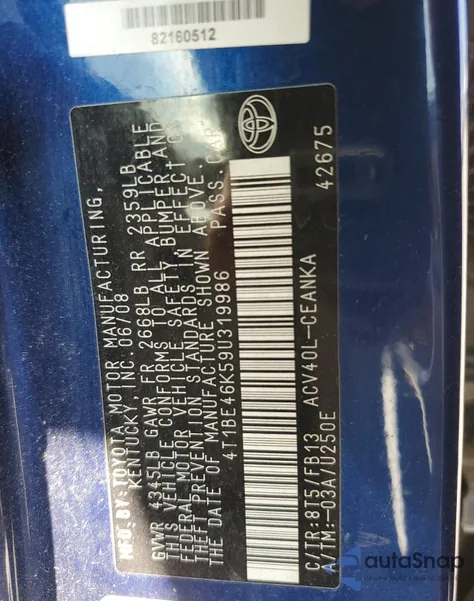 82160512
MFD. BY: TOYOTA MOTOR MANUFACTURING,
KENTUCKY, INC. 06/08
GVWR 4345LB GAWR FR 2668LB RR 2359LB
THIS VEHICLE CONFORMS TO ALL APPLICABLE
FEDERAL MOTOR VEHICLE SAFETY, BUMPER AND
THEFT PREVENTION STANDARDS IN EFFECT ON
THE DATE OF MANUFACTURE SHOWN ABOVE.
4T1BE46K59U319986 PASS. CAR
C/TR:8T5/FB13 ACV40L-CEANKA
A/TM:-03A/U250E 42675
autoSnap